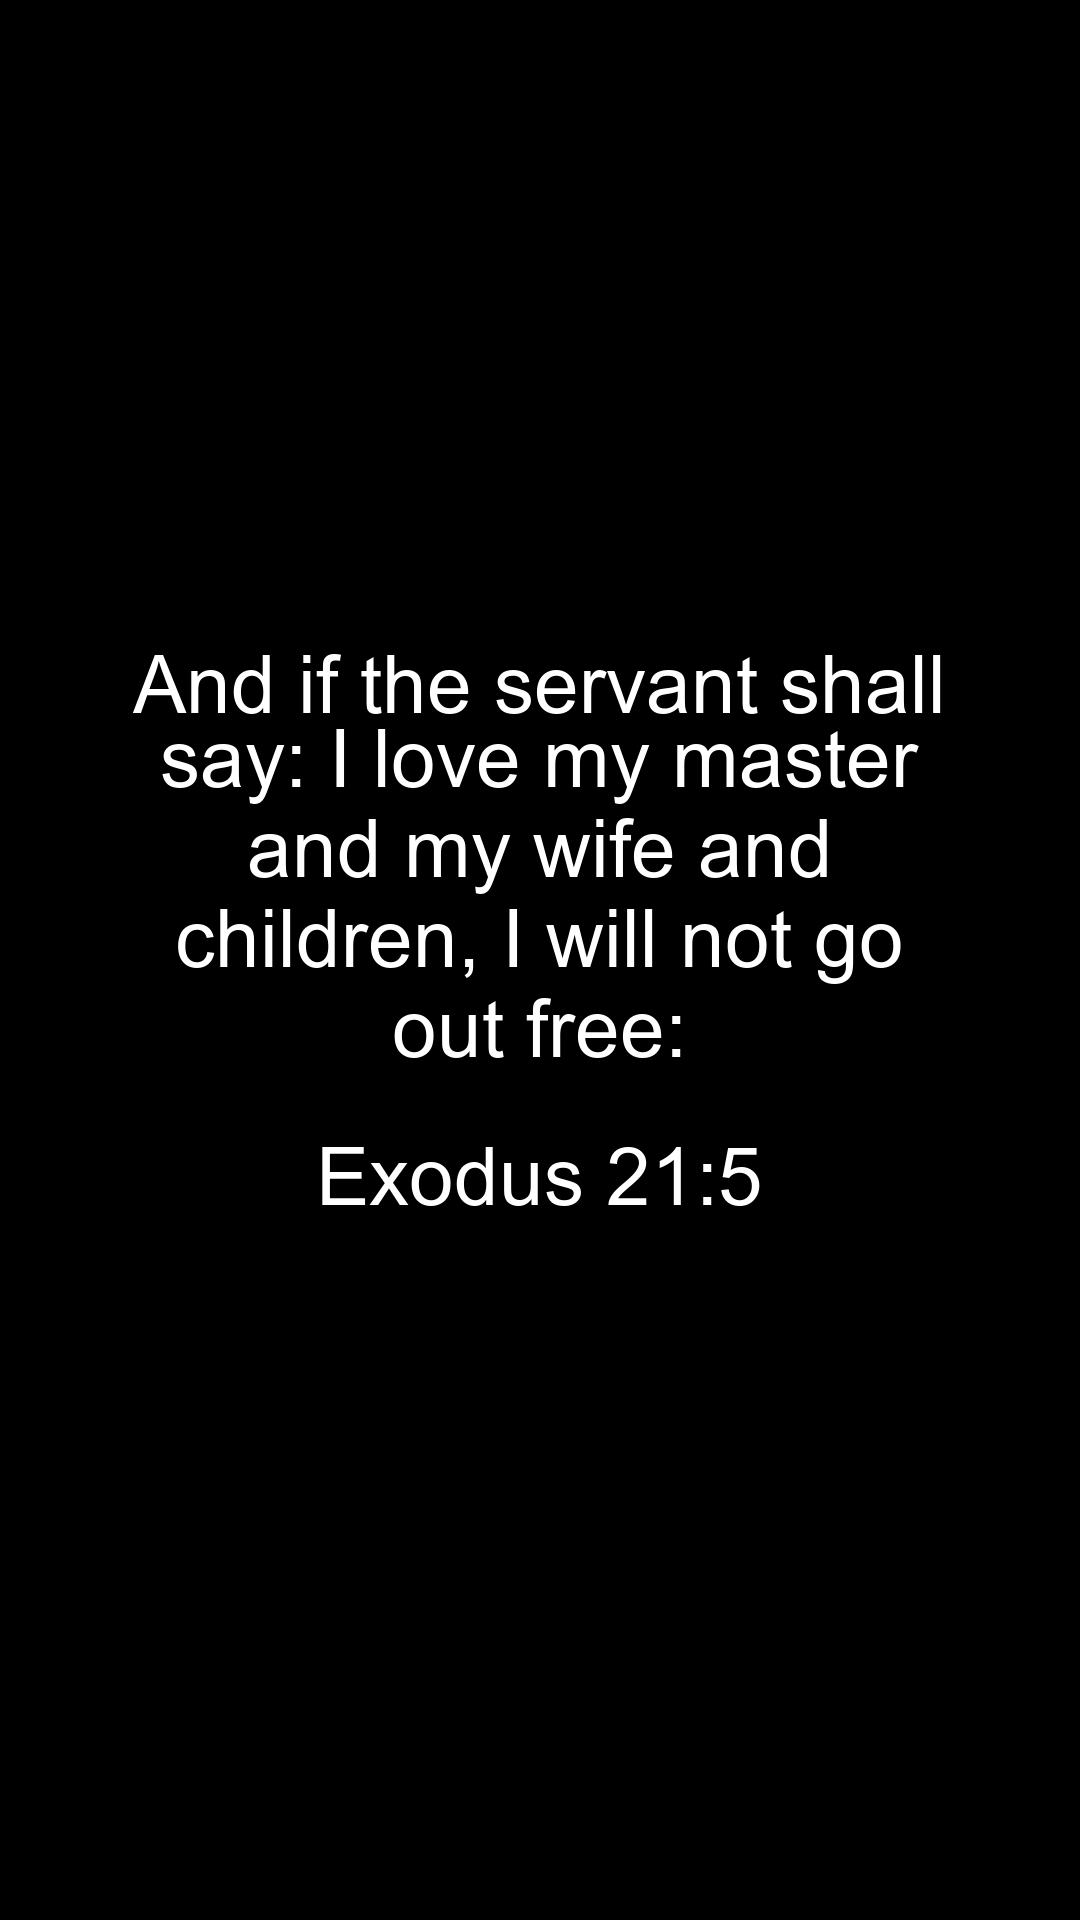 And if the servant shall
say: I love my master
and my wife and
children, I will not go
out free:
Exodus 21:5